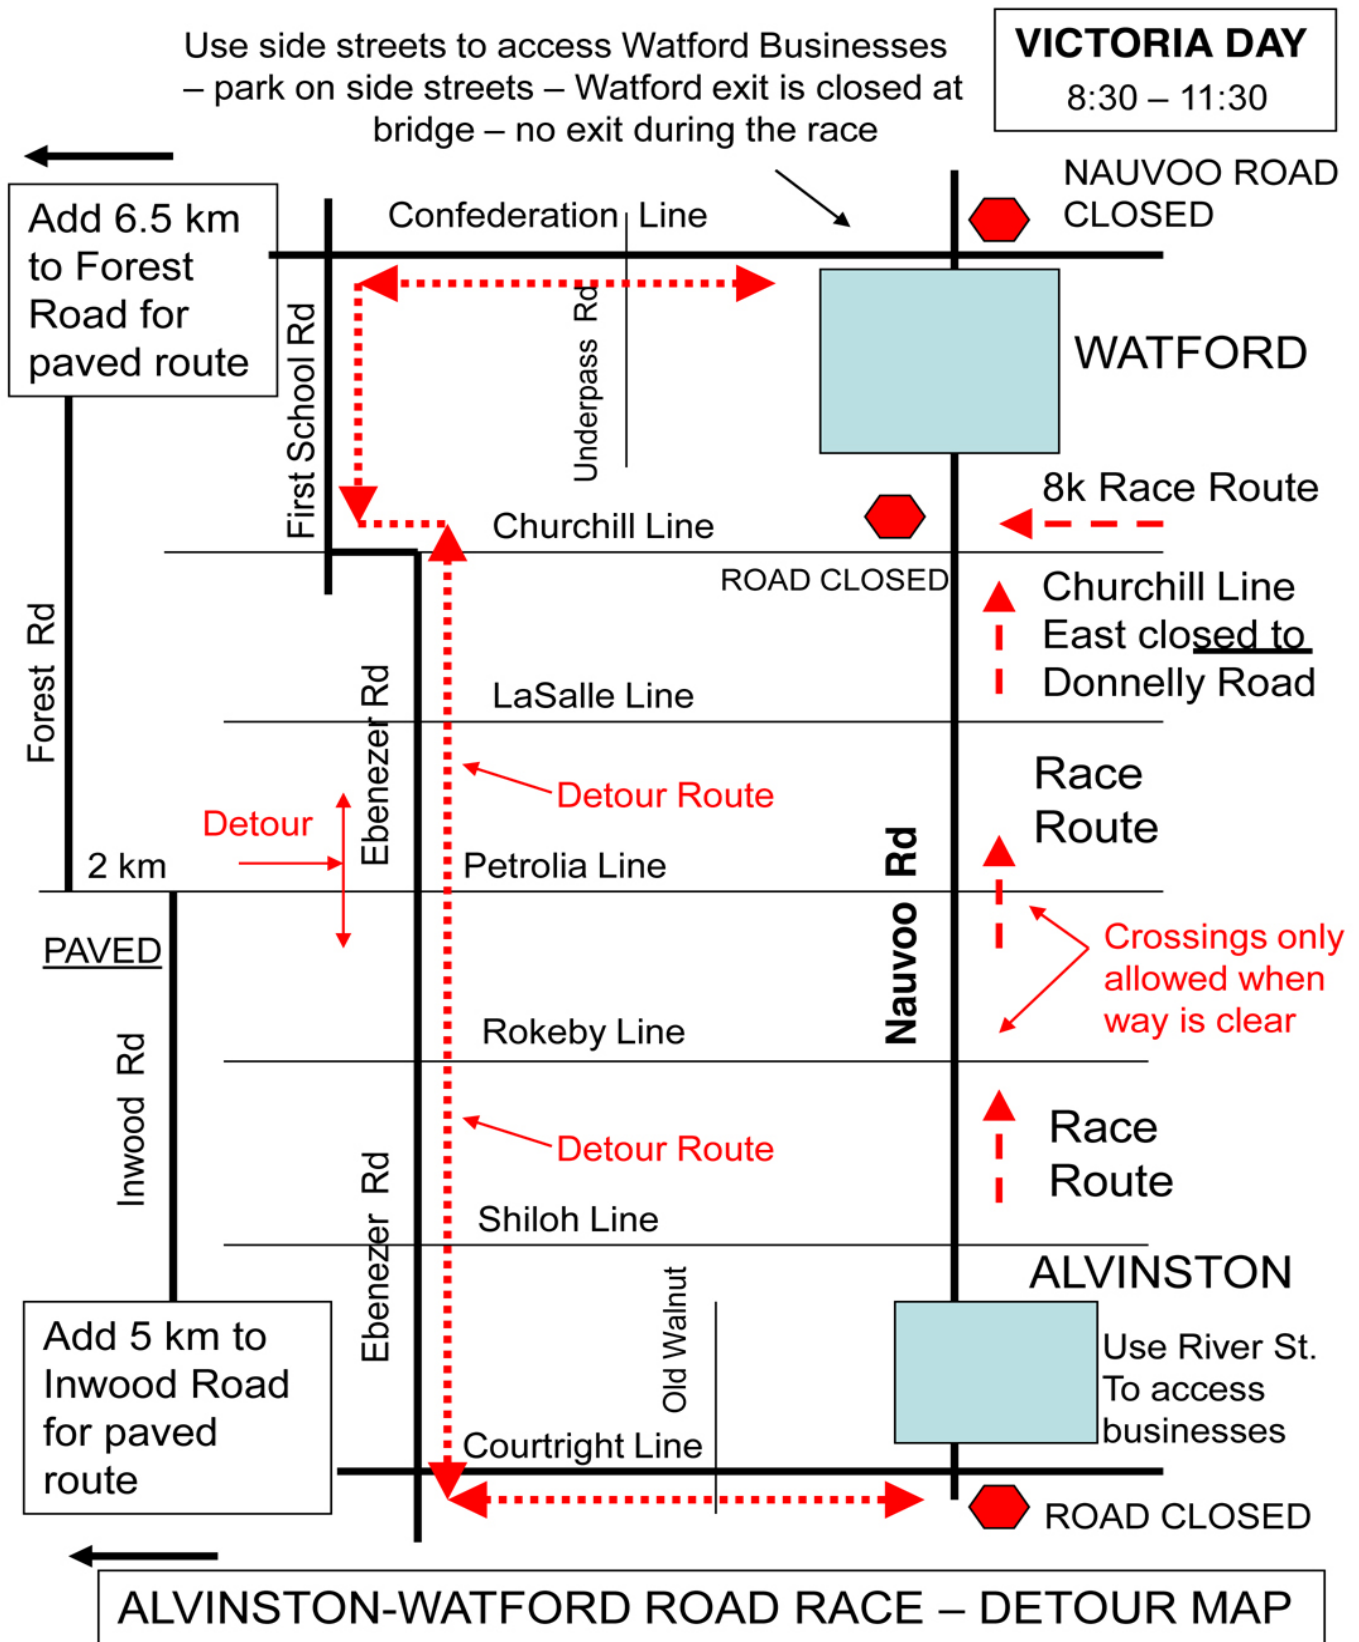 Use side streets to access Watford Businesses
– park on side streets – Watford exit is closed at
bridge – no exit during the race
VICTORIA DAY
8:30 – 11:30
NAUVOO ROAD
CLOSED
Add 6.5 km
to Forest
Road for
paved route
Confederation Line
First School Rd
Underpass Rd
WATFORD
8k Race Route
Churchill Line
ROAD CLOSED
Churchill Line
East closed to
Donnelly Road
Forest Rd
Ebenezer Rd
LaSalle Line
Detour Route
Race
Route
Detour
2 km
Petrolia Line
Nauvoo Rd
PAVED
Crossings only
allowed when
way is clear
Inwood Rd
Rokeby Line
Detour Route
Race
Route
Ebenezer Rd
Shiloh Line
ALVINSTON
Old Walnut
Use River St.
To access
businesses
Add 5 km to
Inwood Road
for paved
route
Courtright Line
ROAD CLOSED
ALVINSTON-WATFORD ROAD RACE – DETOUR MAP